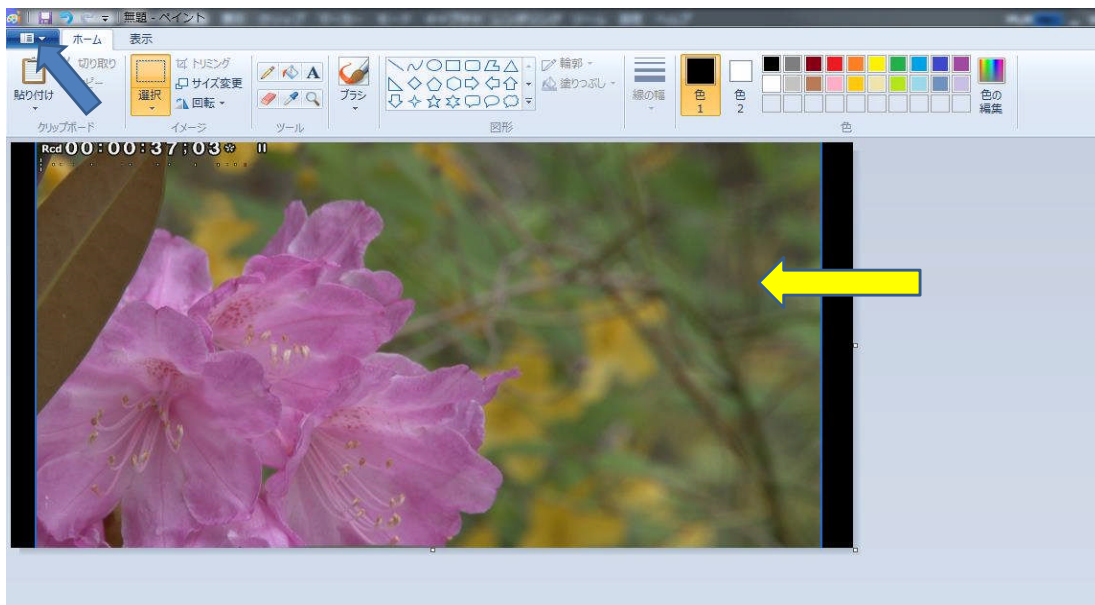 無題 - ペイント
ホーム 表示
貼り付け
切り取り
ピー
クリップボード
選択
トリミング
サイズ変更
回転
イメージ
A
ツール
ブラシ
輪郭
塗りつぶし
図形
線の幅
色
1
色
2
色の
編集
色
Rcd 00:00:37;03 II